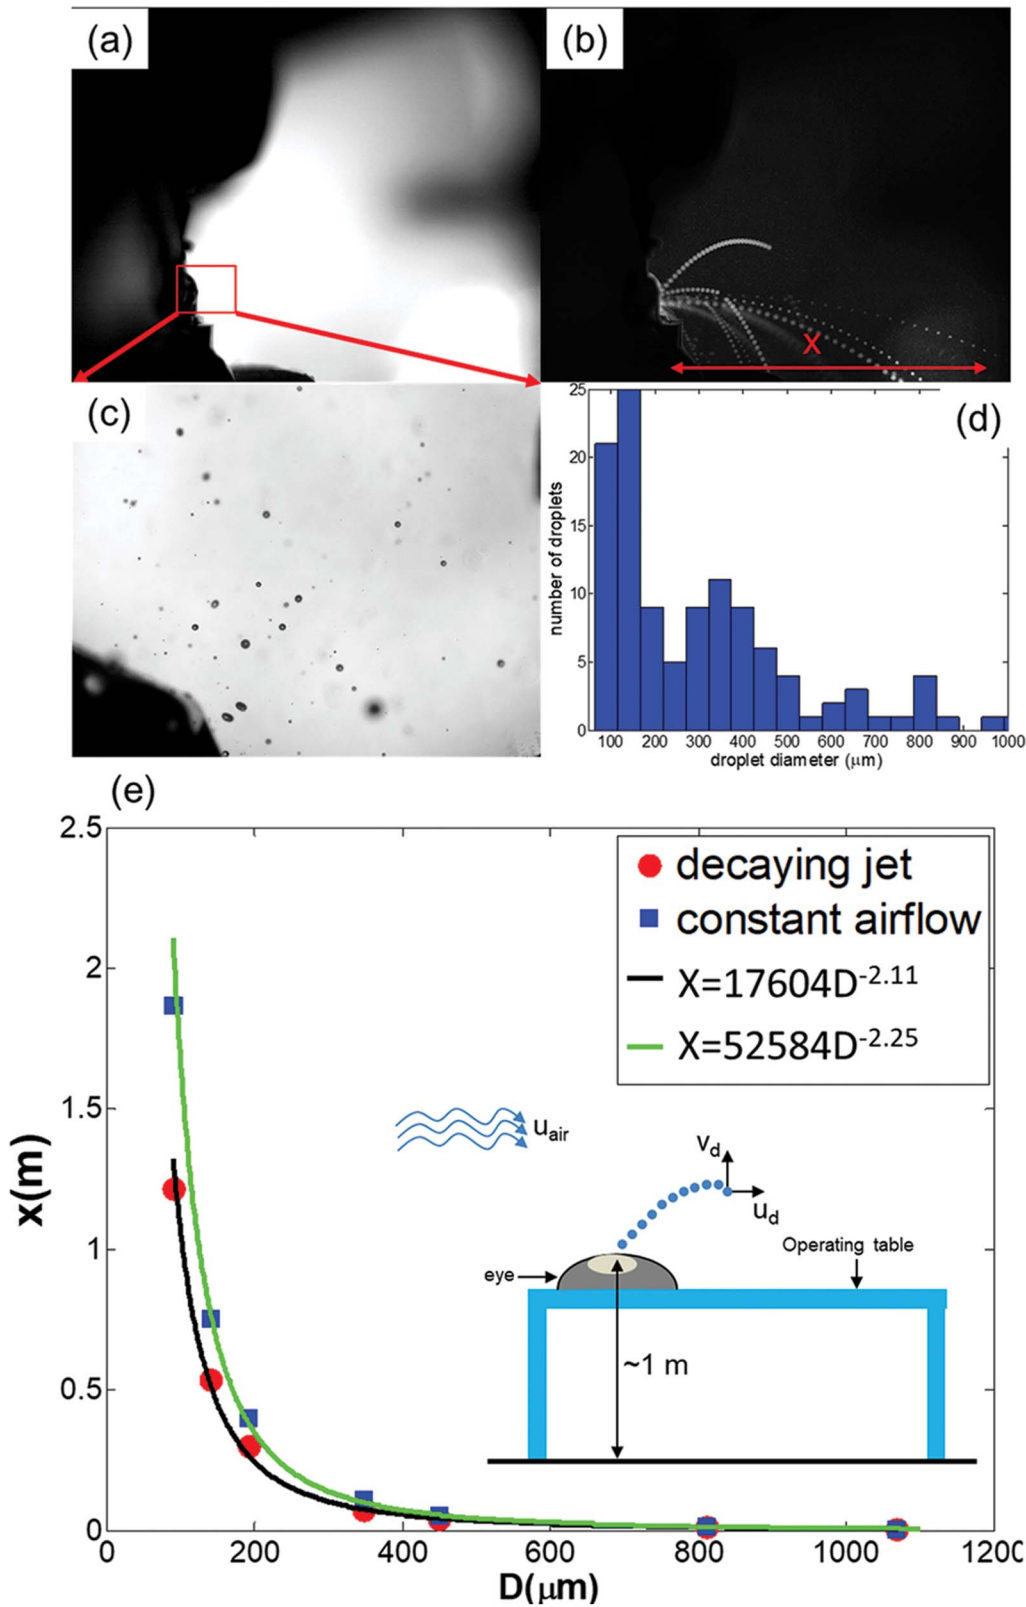 (a)
(b)
X
(c)
(d)
number of droplets
25
20
15
10
5
0
100 200 300 400 500 600 700 800 900 1000
droplet diameter (μm)
(e)
x(m)
2.5
2
1.5
1
0.5
0
decaying jet
constant airflow
X=17604D^-2.11
X=52584D^-2.25
u_air
v_d
u_d
Operating table
eye
~1 m
0 200 400 600 800 1000 1200
D(μm)